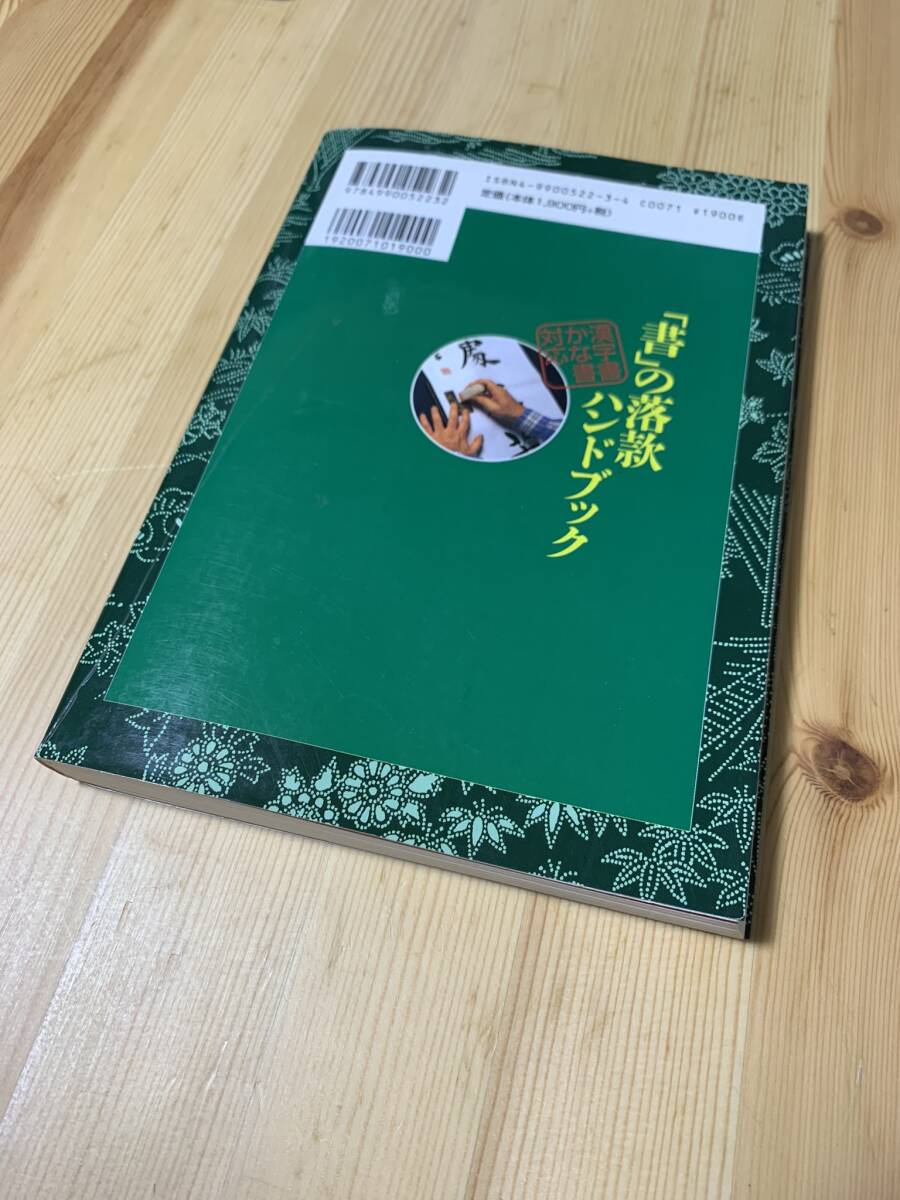 9784990052232
1920071019000
ISBN4-9900522-3-4 C0071 ¥1900E
定価(本体1,900円+税)
「書」の落款
ハンドブック
漢字書
かな書
対応